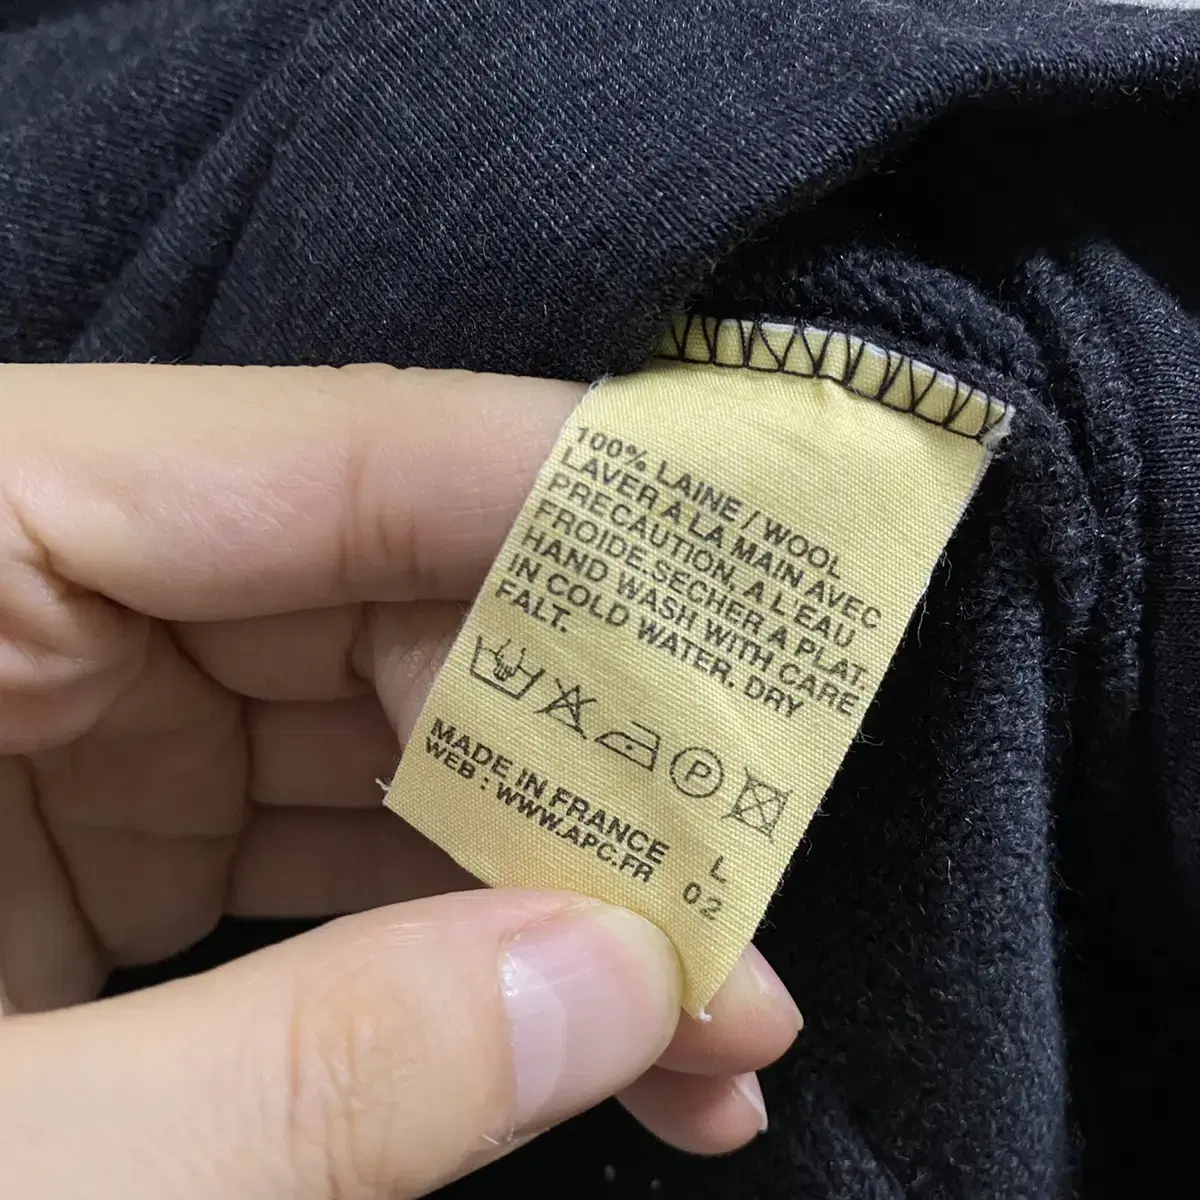 100% LAINE / WOOL
LAVER A LA MAIN AVEC
PRECAUTION, A L'EAU
FROIDE.SECHER A PLAT.
HAND WASH WITH CARE
IN COLD WATER. DRY
FALT.
P
MADE IN FRANCE L
WEB : WWW.APC.FR 02